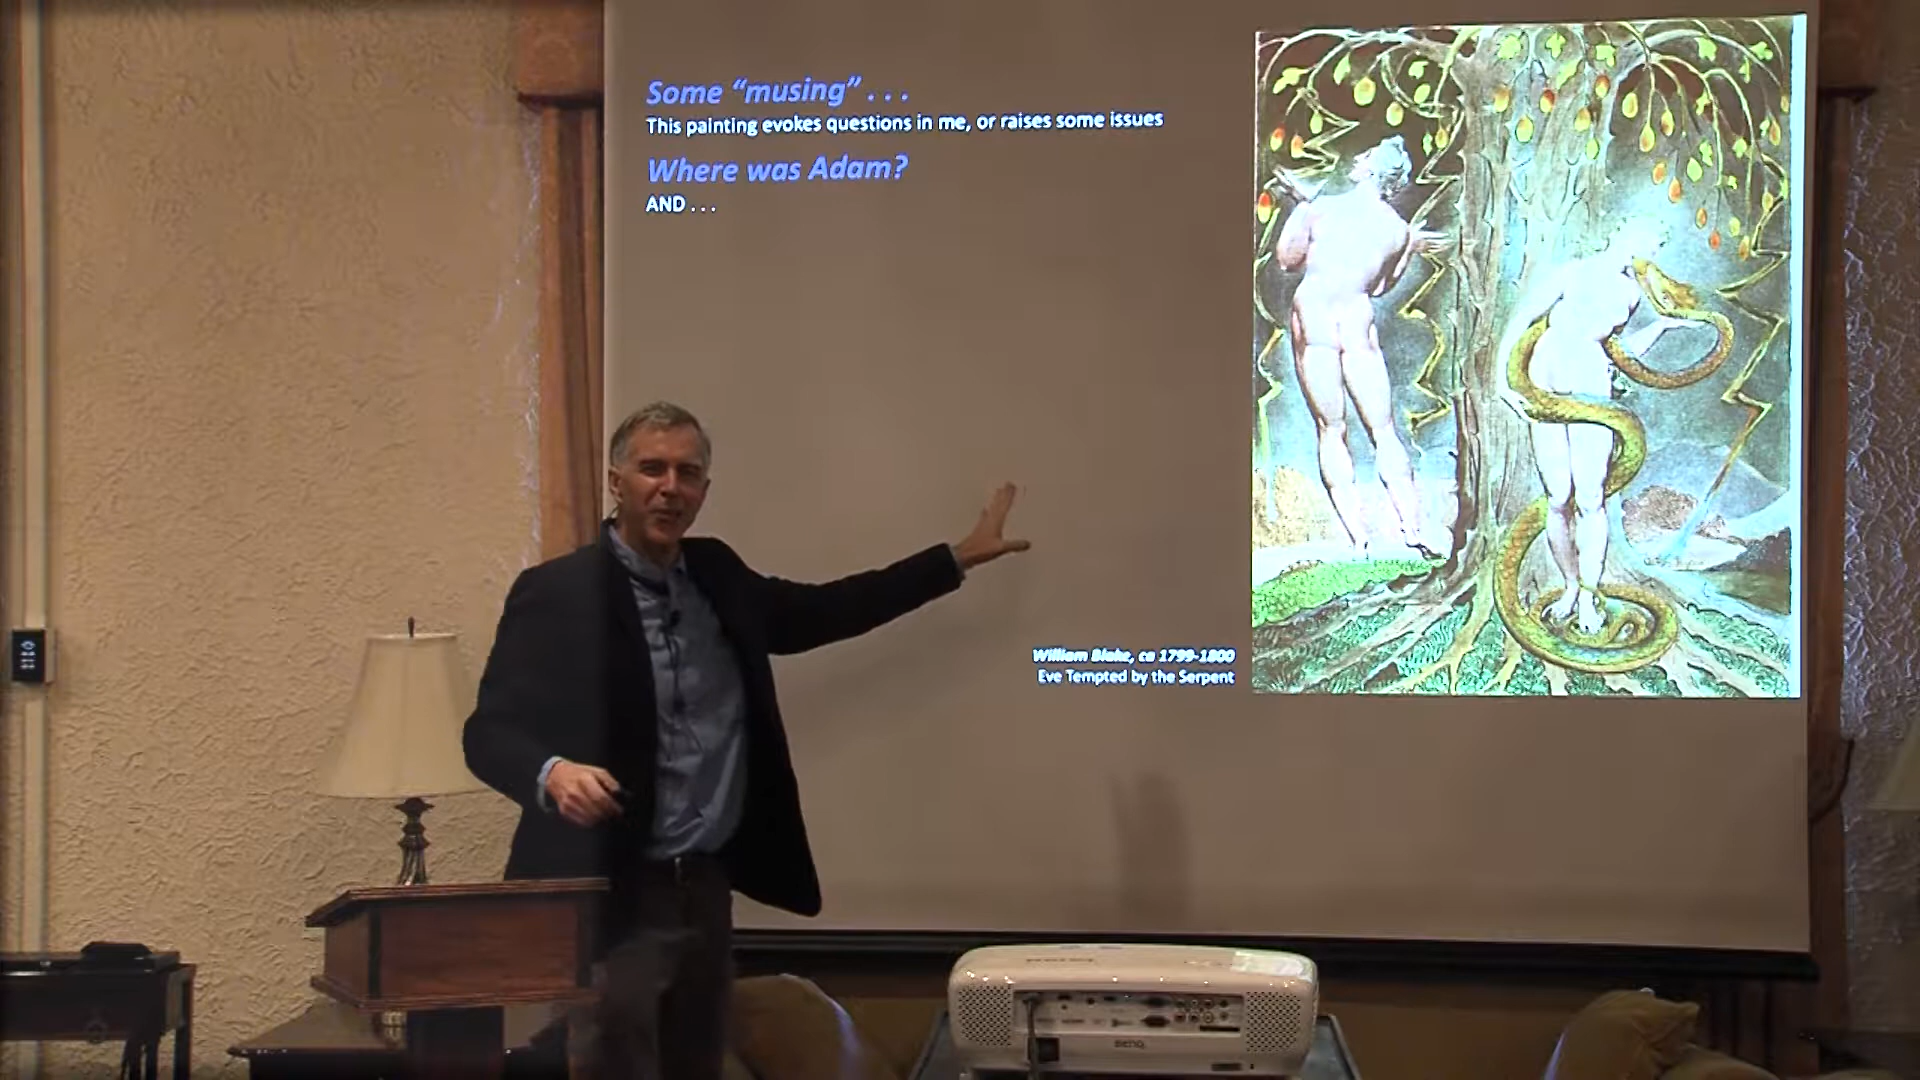 Some “musing” . . .
This painting evokes questions in me, or raises some issues
Where was Adam?
AND . . .
William Blake, ca 1799-1800
Eve Tempted by the Serpent
BenQ